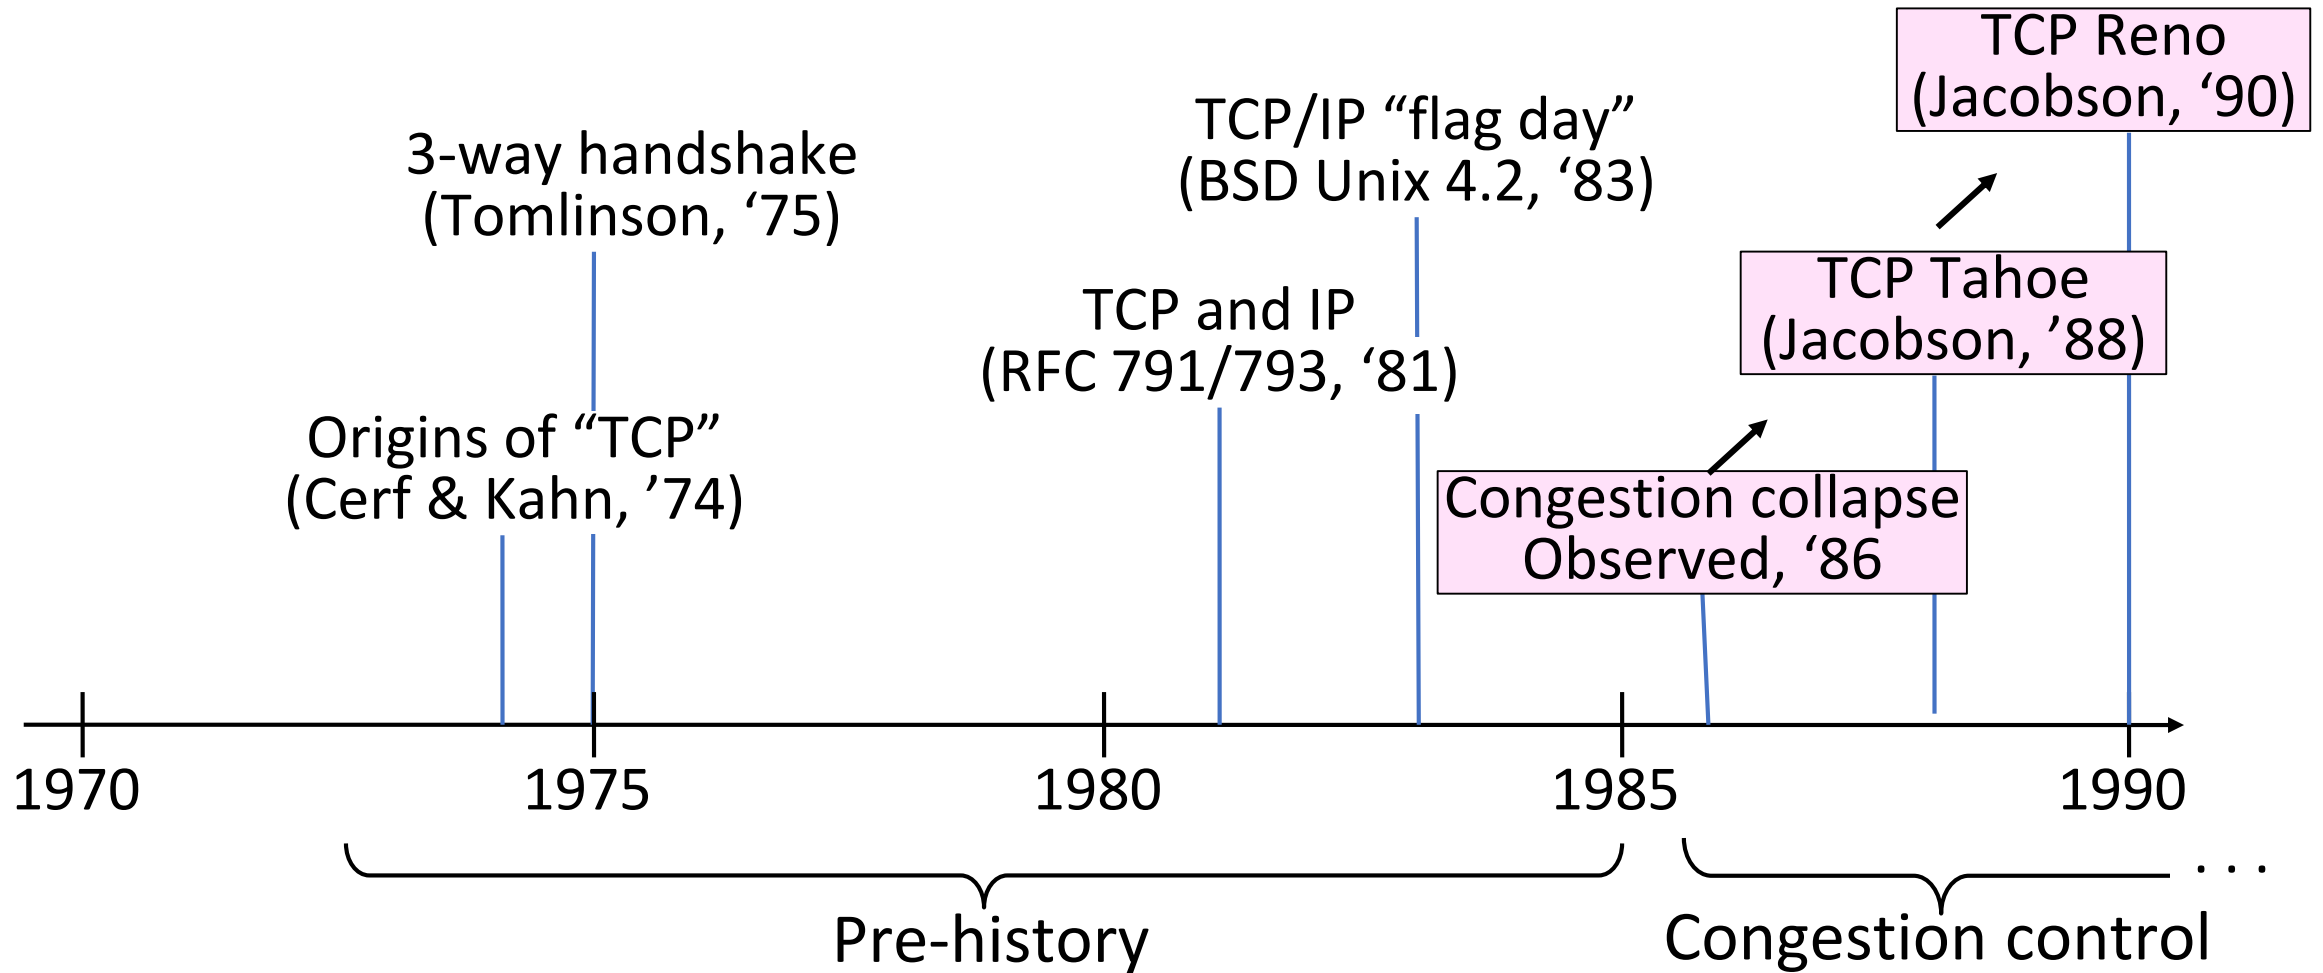 TCP Reno
(Jacobson, ‘90)
TCP/IP “flag day”
(BSD Unix 4.2, ‘83)
3-way handshake
(Tomlinson, ‘75)
TCP Tahoe
(Jacobson, ’88)
TCP and IP
(RFC 791/793, ‘81)
Origins of “TCP”
(Cerf & Kahn, ’74)
Congestion collapse
Observed, ‘86
1970 1975 1980 1985 1990
. . .
Pre-history
Congestion control